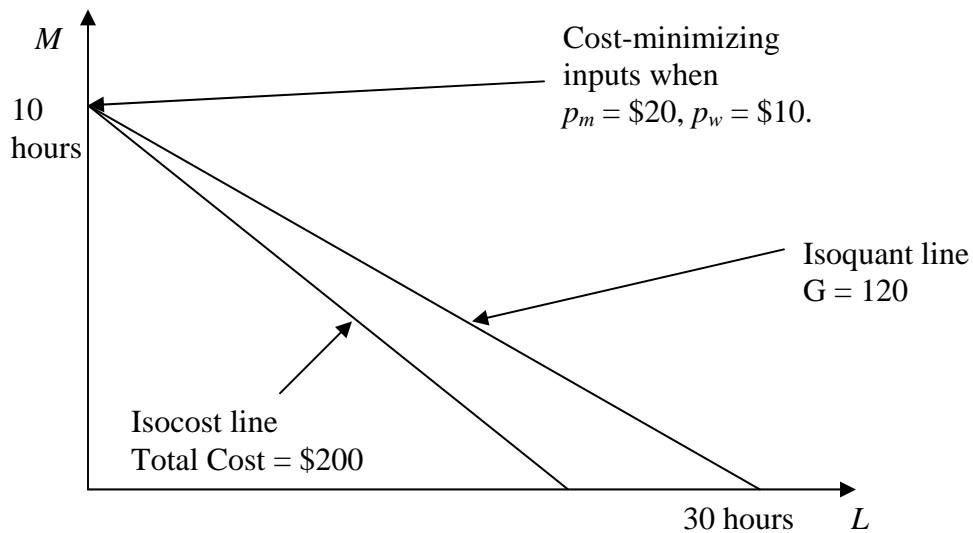 M
Cost-minimizing
inputs when
p_m = $20, p_w = $10.
10
hours
Isoquant line
G = 120
Isocost line
Total Cost = $200
30 hours
L